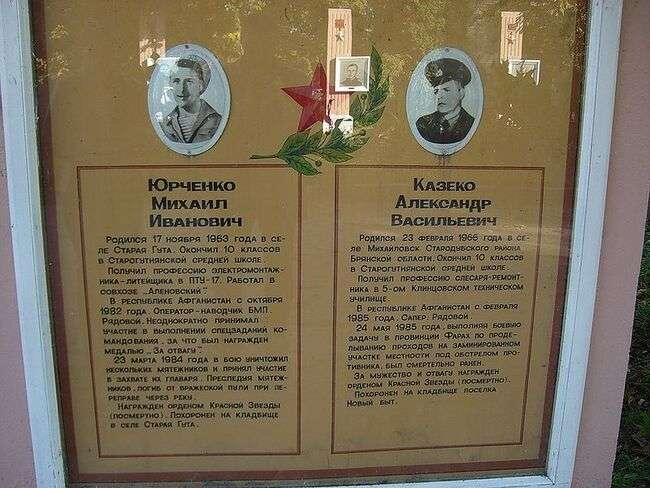 Юрченко
Михаил
Иванович
Родился 17 ноября 1963 года в се-
ле Старая Гута. Окончил 10 классов
в Старогутнянской средней школе.
Получил профессию электромонтаж-
ника-литейщика в ПТУ-17. Работал в
совхозе „Аленовский".
В Республике Афганистан с октября
1982 года. Оператор-наводчик БМП.
Рядовой. Неоднократно принимал
участие в выполнении спецзаданий ко-
мандования, за что был награжден
медалью „За отвагу".
23 марта 1984 года в бою уничтожил
нескольких мятежников и принял участие
в захвате их главаря. Преследуя мятеж-
ников, погиб от вражеской пули при пе-
реправе через реку.
Награжден орденом Красной Звезды
(посмертно). Похоронен на кладбище
в селе Старая Гута.
Казеко
Александр
Васильевич
Родился 23 февраля 1966 года в се-
ле Михайловск Стародубского района
Брянской области. Окончил 10 классов
в Старогутнянской средней школе.
Получил профессию слесаря-ремонт-
ника в 5-ом Клинцовском техническом
училище.
В Республике Афганистан с февраля
1985 года. Сапер. Рядовой.
24 мая 1985 года, выполняя боевую
задачу в провинции Фарах по проде-
лыванию проходов на заминированном
участке местности под обстрелом про-
тивника, был смертельно ранен.
За мужество и отвагу награжден
орденом Красной Звезды (посмертно).
Похоронен на кладбище поселка
Новый быт.